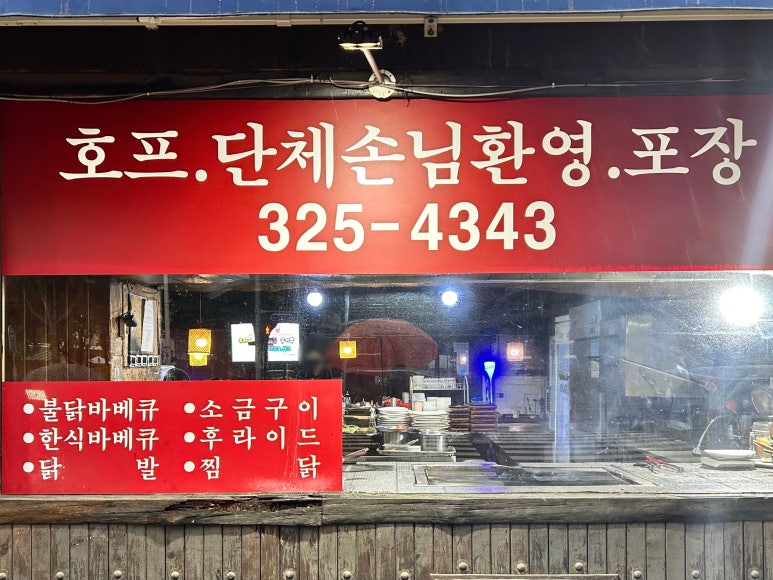 호프.단체손님환영.포장
325-4343
•불닭바베큐 •소금구이
•한식바베큐 •후라이드
•닭발 •찜닭